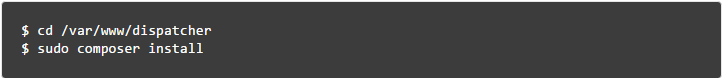 $ cd /var/www/dispatcher
$ sudo composer install